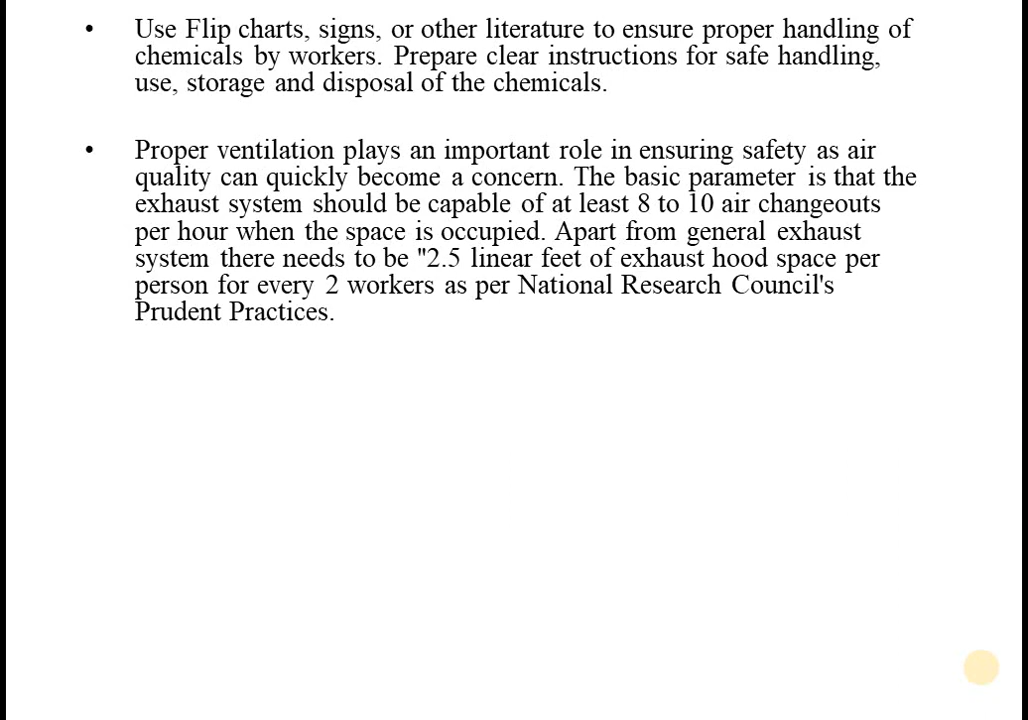 • Use Flip charts, signs, or other literature to ensure proper handling of
chemicals by workers. Prepare clear instructions for safe handling,
use, storage and disposal of the chemicals.
• Proper ventilation plays an important role in ensuring safety as air
quality can quickly become a concern. The basic parameter is that the
exhaust system should be capable of at least 8 to 10 air changeouts
per hour when the space is occupied. Apart from general exhaust
system there needs to be "2.5 linear feet of exhaust hood space per
person for every 2 workers as per National Research Council's
Prudent Practices.